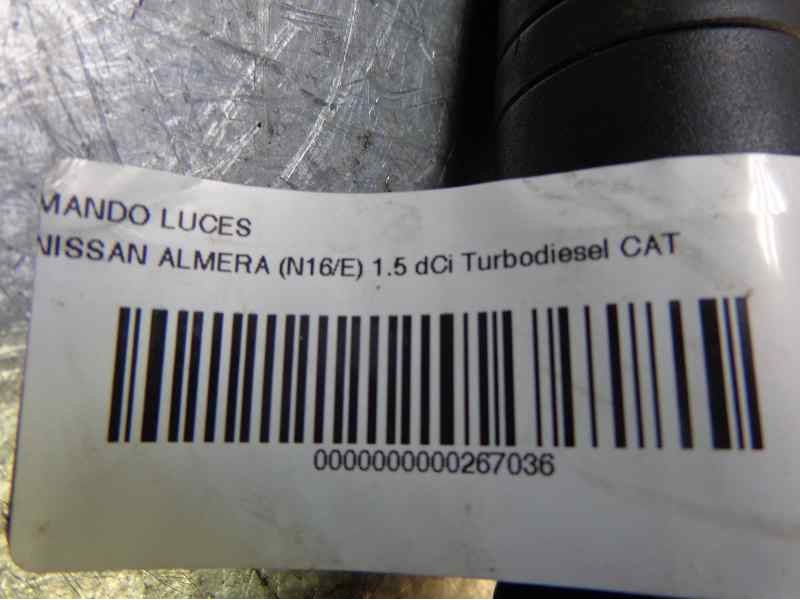 MANDO LUCES
NISSAN ALMERA (N16/E) 1.5 dCi Turbodiesel CAT
0000000000267036